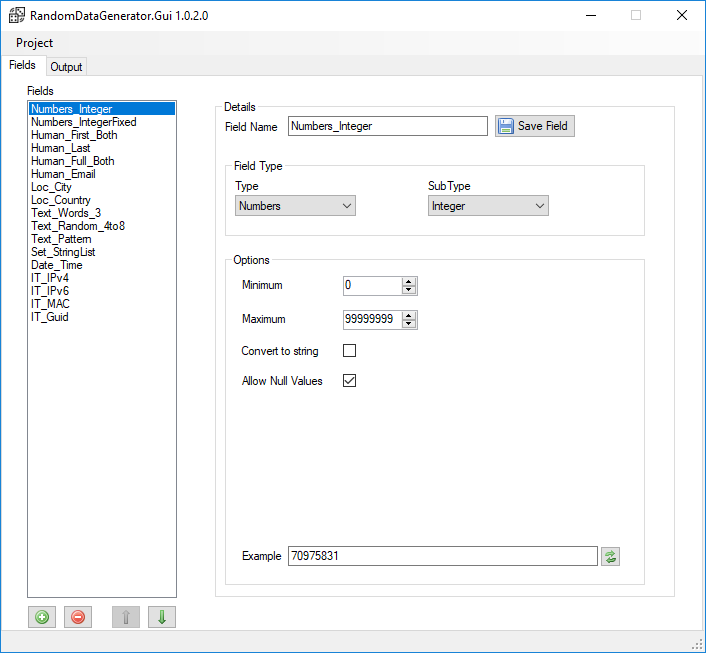 RandomDataGenerator.Gui 1.0.2.0
Project
Fields Output
Fields
Numbers_Integer
Numbers_IntegerFixed
Human_First_Both
Human_Last
Human_Full_Both
Human_Email
Loc_City
Loc_Country
Text_Words_3
Text_Random_4to8
Text_Pattern
Set_StringList
Date_Time
IT_IPv4
IT_IPv6
IT_MAC
IT_Guid
Details
Field Name Numbers_Integer Save Field
Field Type
Type SubType
Numbers Integer
Options
Minimum 0
Maximum 99999999
Convert to string
Allow Null Values
Example 70975831